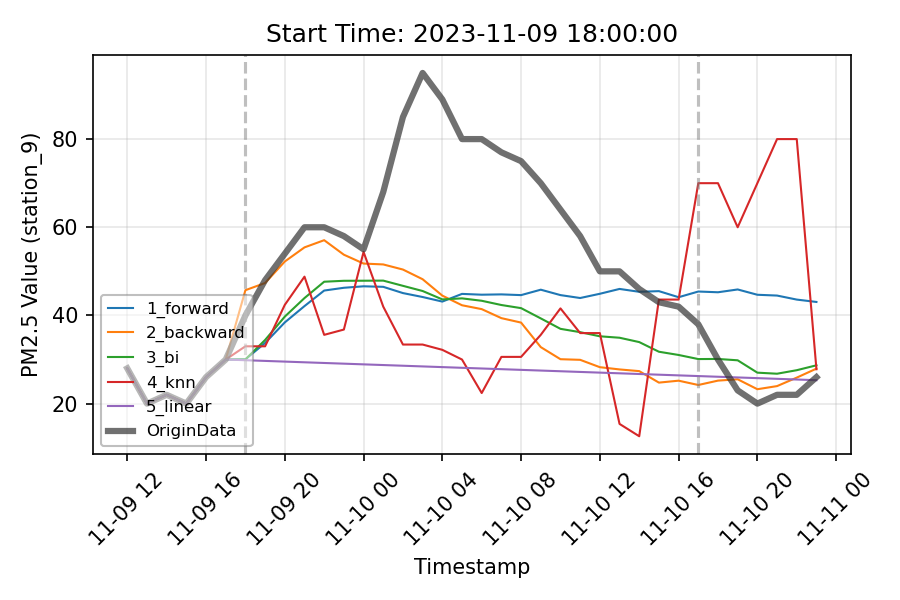 Start Time: 2023-11-09 18:00:00
PM2.5 Value (station_9)
80
60
40
20
1_forward
2_backward
3_bi
4_knn
5_linear
OriginData
11-09 12
11-09 16
11-09 20
11-10 00
11-10 04
11-10 08
11-10 12
11-10 16
11-10 20
11-11 00
Timestamp